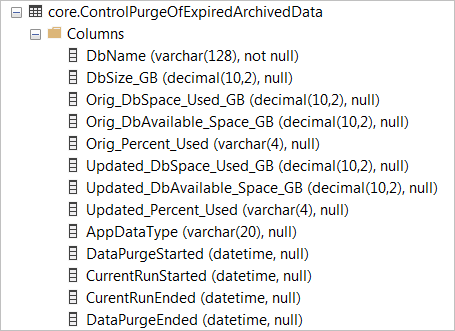 core.ControlPurgeOfExpiredArchivedData
Columns
DbName (varchar(128), not null)
DbSize_GB (decimal(10,2), null)
Orig_DbSpace_Used_GB (decimal(10,2), null)
Orig_DbAvailable_Space_GB (decimal(10,2), null)
Orig_Percent_Used (varchar(4), null)
Updated_DbSpace_Used_GB (decimal(10,2), null)
Updated_DbAvailable_Space_GB (decimal(10,2), null)
Updated_Percent_Used (varchar(4), null)
AppDataType (varchar(20), null)
DataPurgeStarted (datetime, null)
CurrentRunStarted (datetime, null)
CurentRunEnded (datetime, null)
DataPurgeEnded (datetime, null)